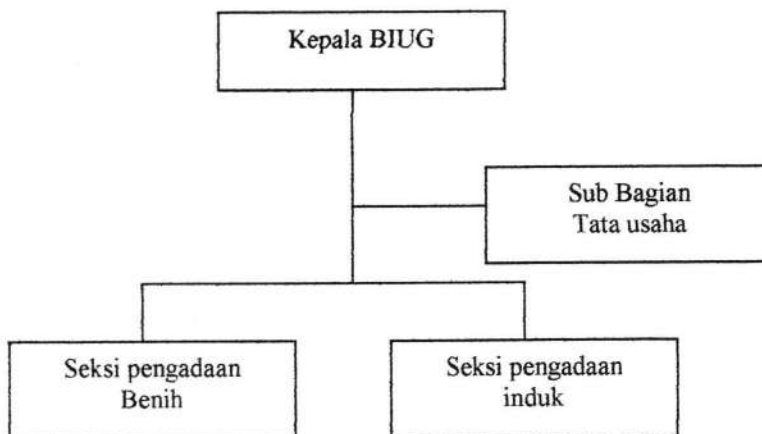 Kepala BIUG
Sub Bagian
Tata usaha
Seksi pengadaan
Benih
Seksi pengadaan
induk